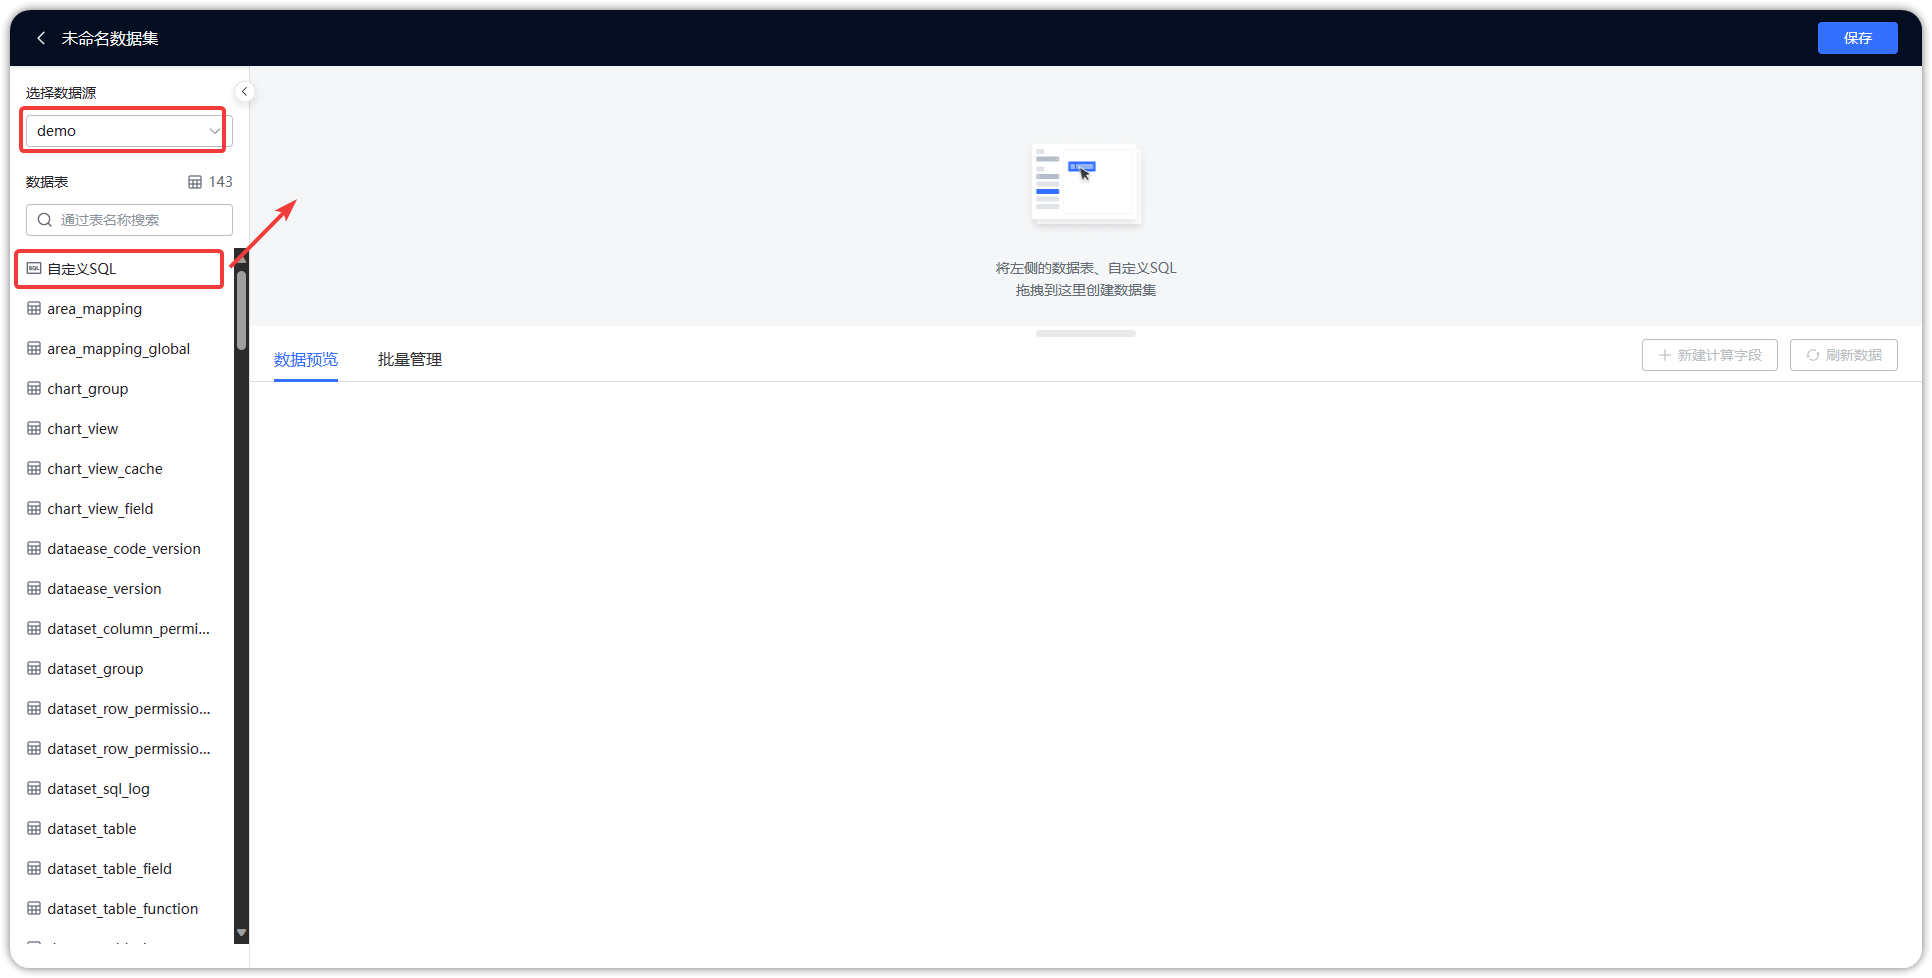 未命名数据集
保存
选择数据源
demo
数据表
143
通过表名称搜索
SQL 自定义SQL
area_mapping
area_mapping_global
chart_group
chart_view
chart_view_cache
chart_view_field
dataease_code_version
dataease_version
dataset_column_permi...
dataset_group
dataset_row_permissio...
dataset_row_permissio...
dataset_sql_log
dataset_table
dataset_table_field
dataset_table_function
将左侧的数据表、自定义SQL
拖拽到这里创建数据集
数据预览
批量管理
新建计算字段
刷新数据